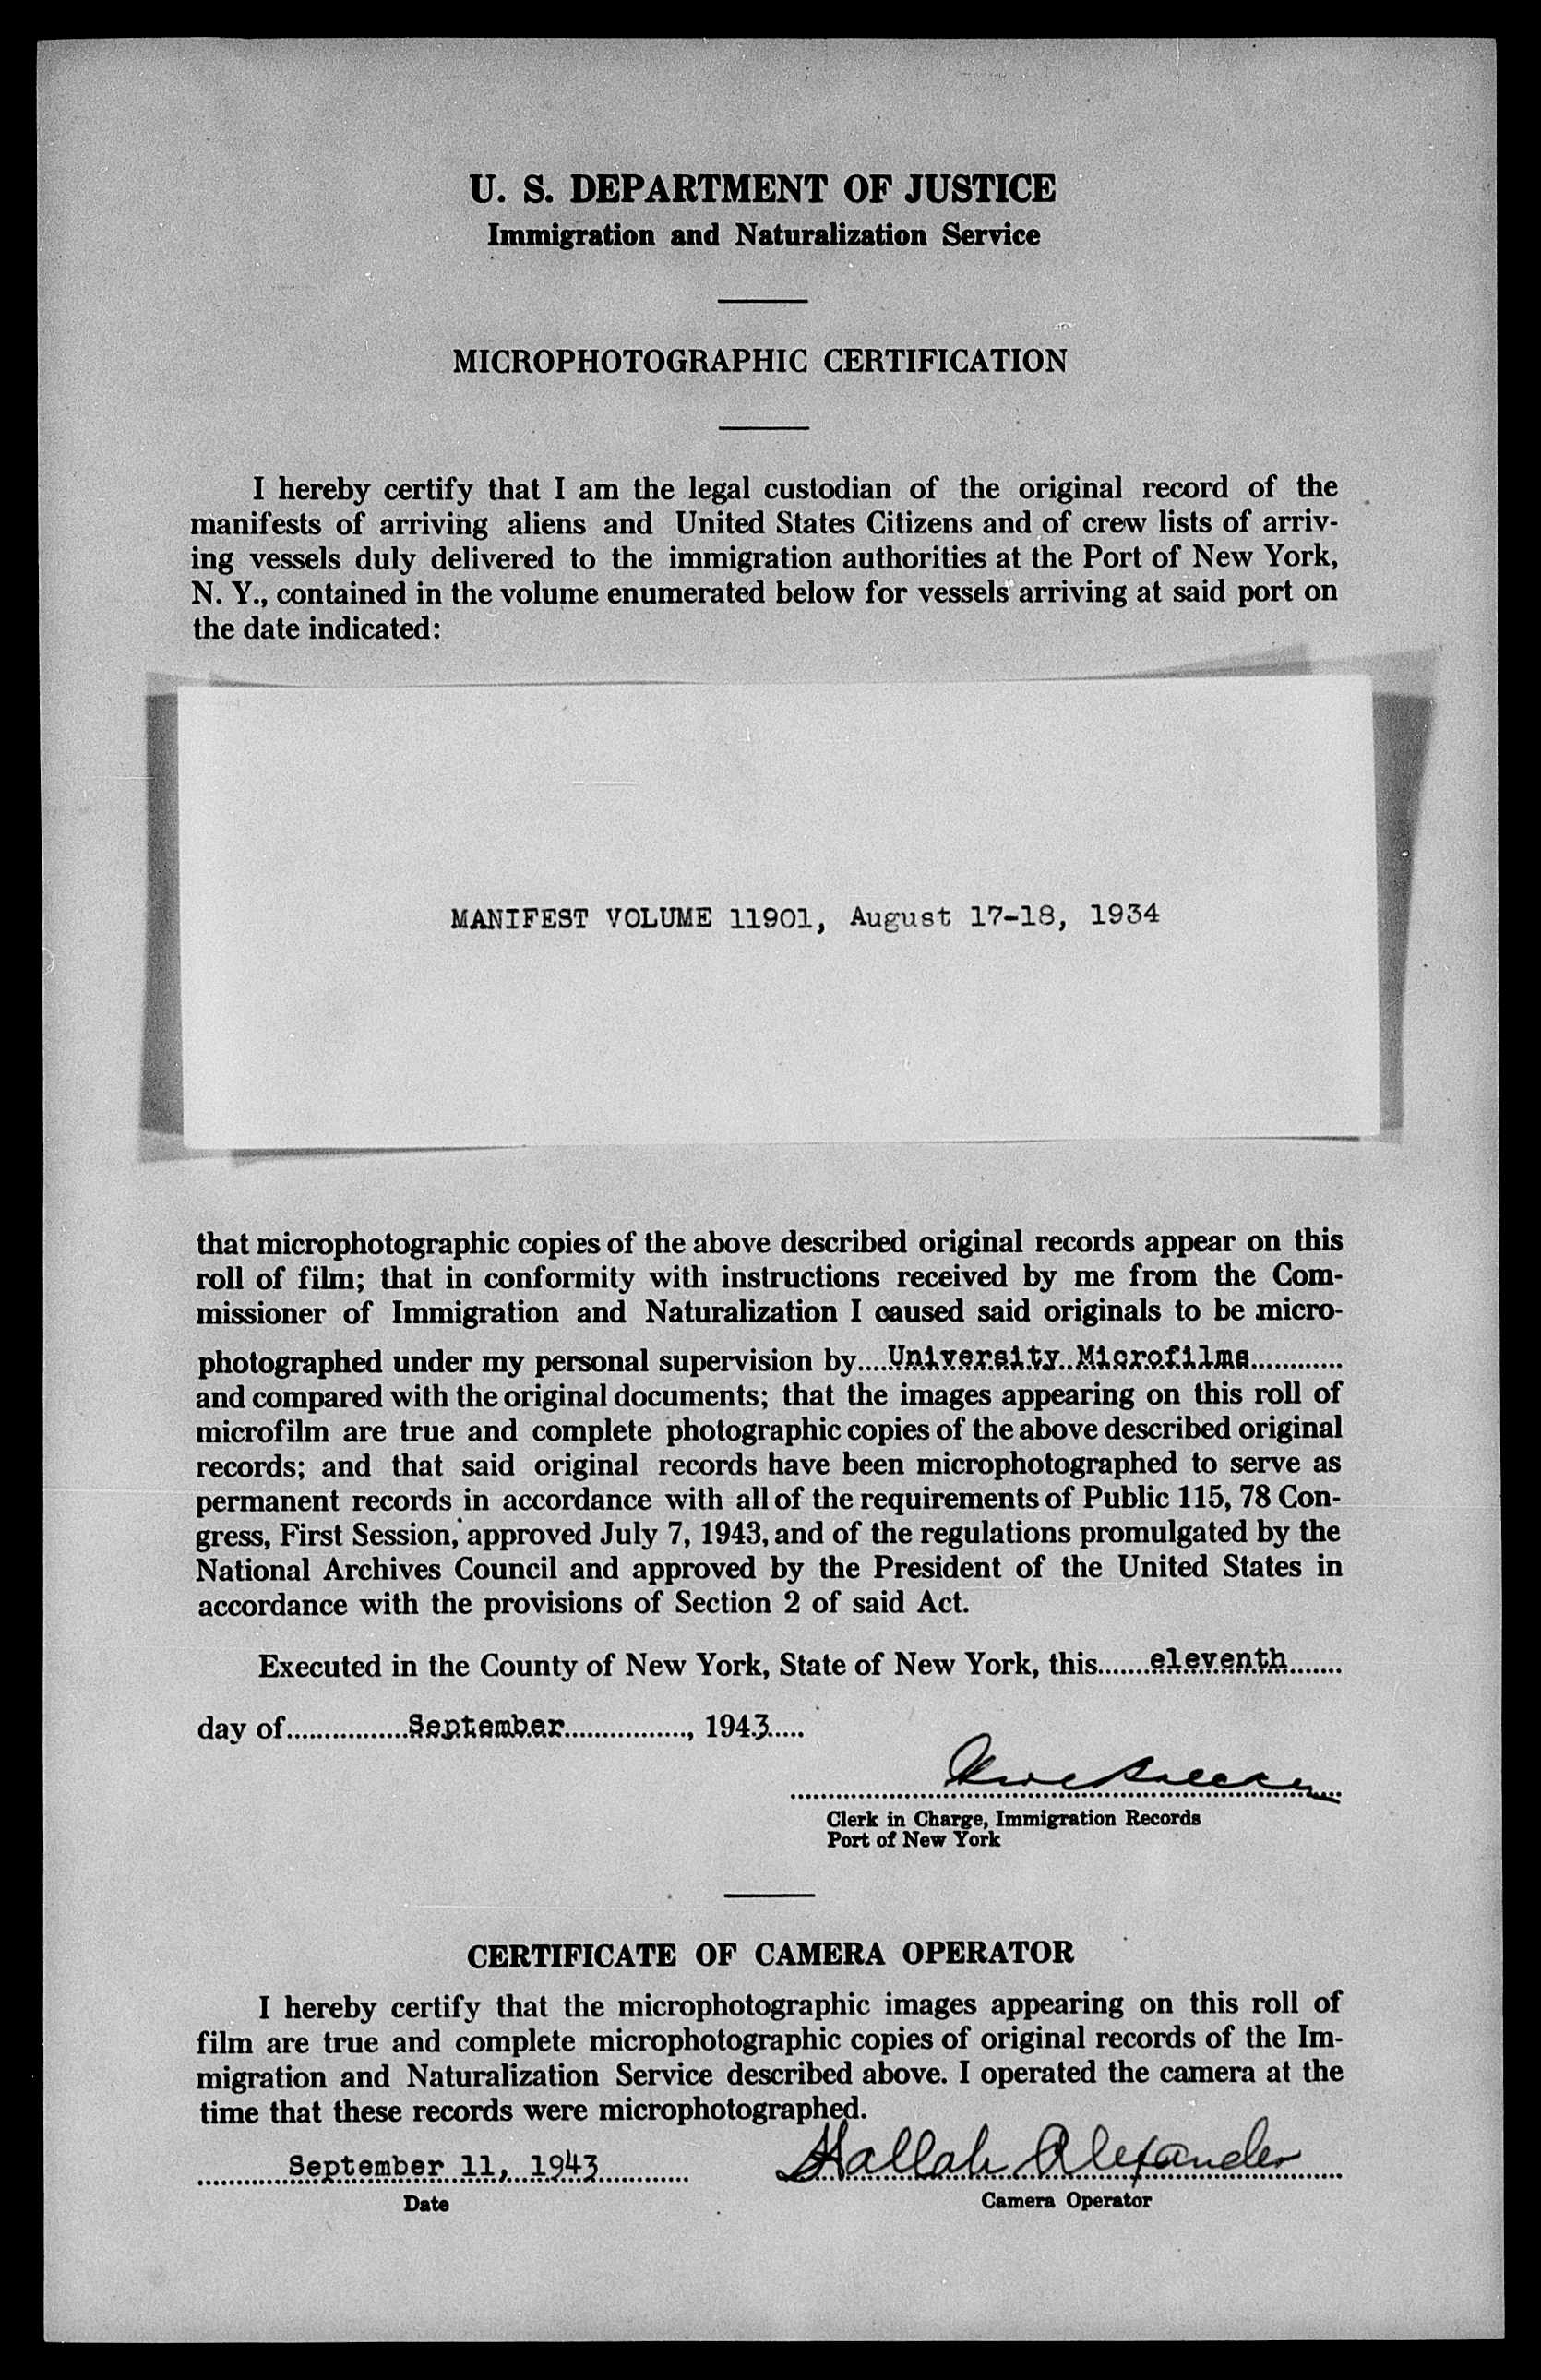 U. S. DEPARTMENT OF JUSTICE
Immigration and Naturalization Service
MICROPHOTOGRAPHIC CERTIFICATION
I hereby certify that I am the legal custodian of the original record of the
manifests of arriving aliens and United States Citizens and of crew lists of arriv-
ing vessels duly delivered to the immigration authorities at the Port of New York,
N. Y., contained in the volume enumerated below for vessels arriving at said port on
the date indicated:
MANIFEST VOLUME 11901, August 17-18, 1934
that microphotographic copies of the above described original records appear on this
roll of film; that in conformity with instructions received by me from the Com-
missioner of Immigration and Naturalization I caused said originals to be micro-
photographed under my personal supervision by....University Microfilms............
and compared with the original documents; that the images appearing on this roll of
microfilm are true and complete photographic copies of the above described original
records; and that said original records have been microphotographed to serve as
permanent records in accordance with all of the requirements of Public 115, 78 Con-
gress, First Session, approved July 7, 1943, and of the regulations promulgated by the
National Archives Council and approved by the President of the United States in
accordance with the provisions of Section 2 of said Act.
Executed in the County of New York, State of New York, this.......eleventh.......
day of................September................, 1943.....
Clerk in Charge, Immigration Records
Port of New York
CERTIFICATE OF CAMERA OPERATOR
I hereby certify that the microphotographic images appearing on this roll of
film are true and complete microphotographic copies of original records of the Im-
migration and Naturalization Service described above. I operated the camera at the
time that these records were microphotographed.
September 11, 1943 Hallah Alexander
Date Camera Operator